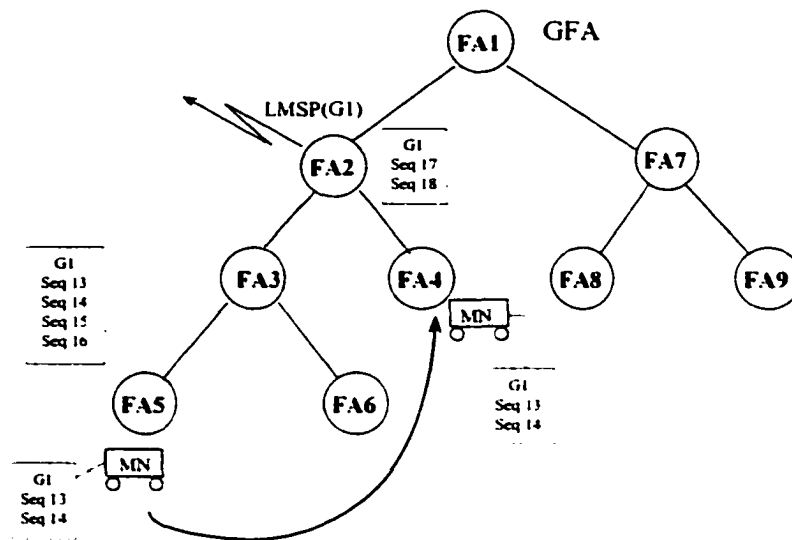 FA1 GFA
LMSP(G1)
FA2
G1
Seq 17
Seq 18
FA7
G1
Seq 13
Seq 14
Seq 15
Seq 16
FA3
FA4
FA8
FA9
MN
FA5
FA6
G1
Seq 13
Seq 14
MN
G1
Seq 13
Seq 14